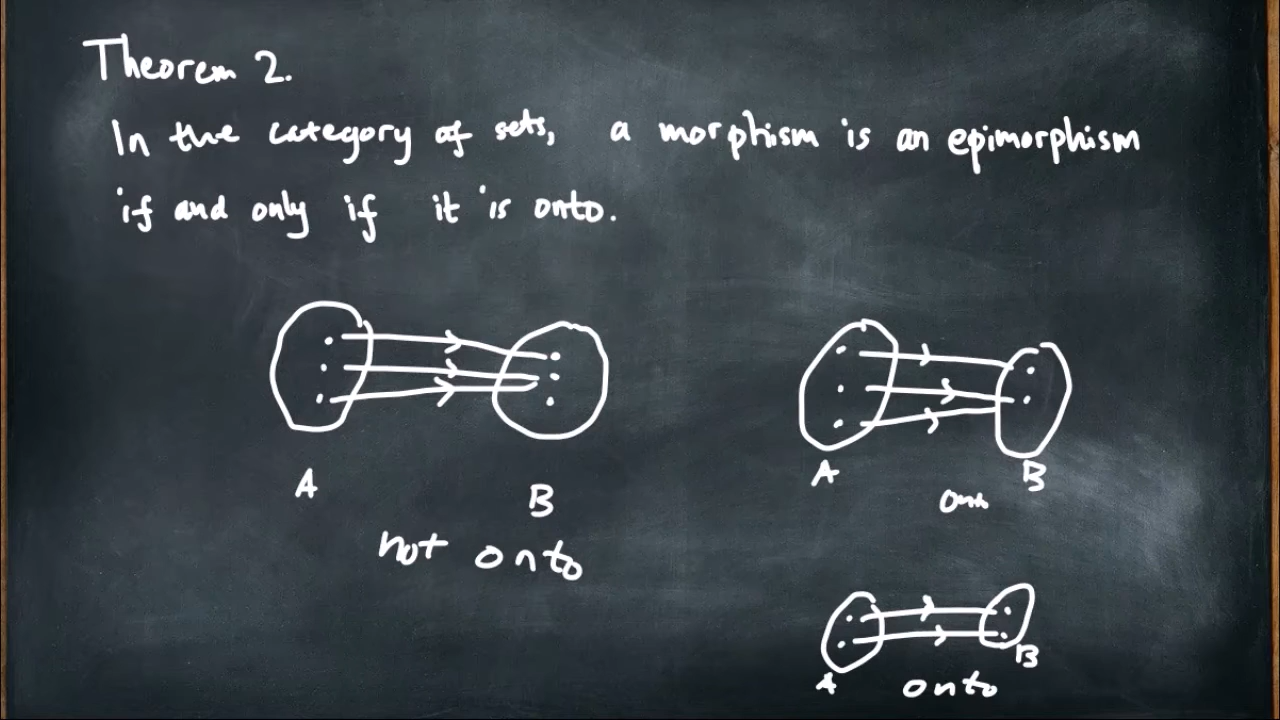 Theorem 2.
In the category of sets, a morphism is an epimorphism
if and only if it is onto.
A
B
not onto
A
B
A
B
onto